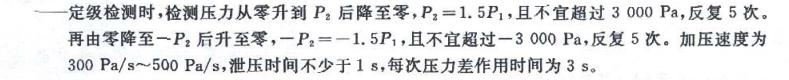 ——定级检测时,检测压力从零升到 P₂ 后降至零,P₂=1.5P₁,且不宜超过 3 000 Pa,反复 5 次。
再由零降至−P₂ 后升至零,−P₂=−1.5P₁,且不宜超过−3 000 Pa,反复 5 次。加压速度为
300 Pa/s~500 Pa/s,泄压时间不少于 1 s,每次压力差作用时间为 3 s。